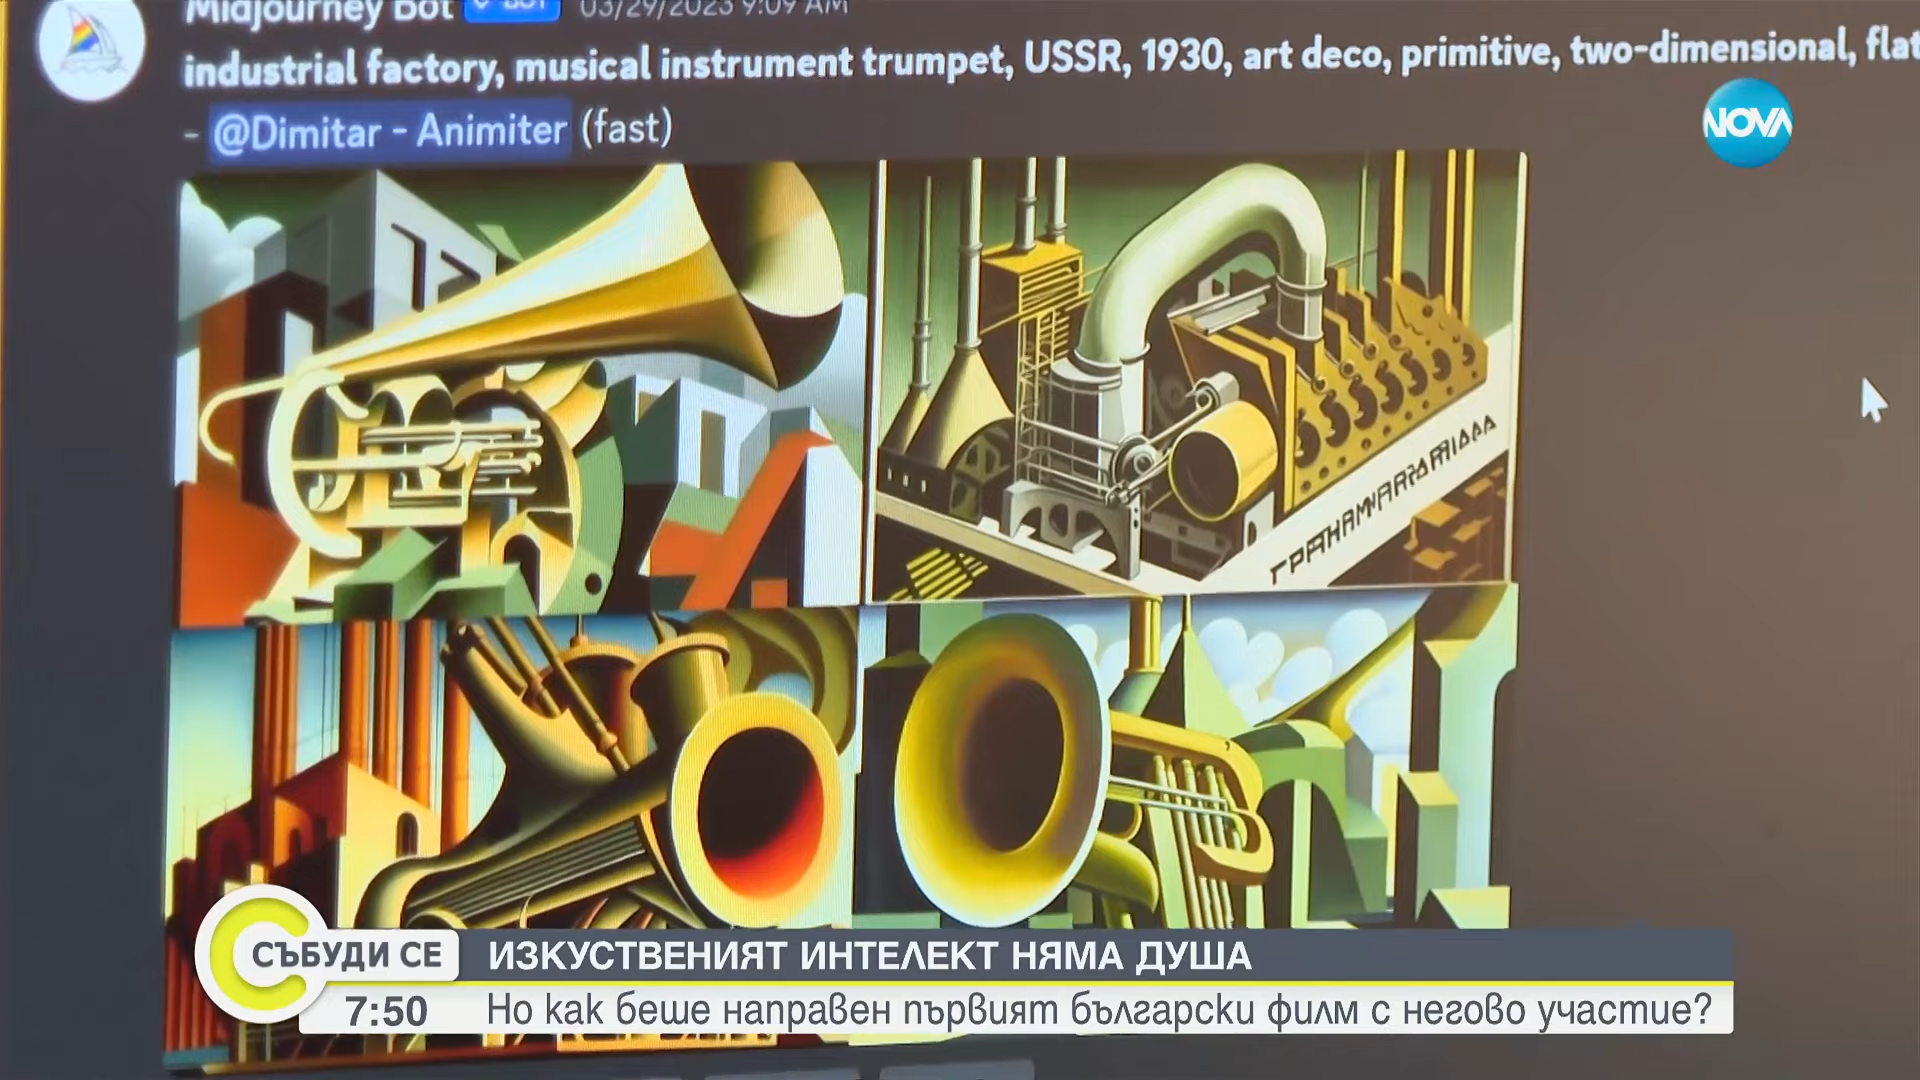 Midjourney Bot BOT 03/29/2023 9:09 AM
industrial factory, musical instrument trumpet, USSR, 1930, art deco, primitive, two-dimensional, flat
- @Dimitar - Animiter (fast)
NOVA
СЪБУДИ СЕ
ИЗКУСТВЕНИЯТ ИНТЕЛЕКТ НЯМА ДУША
7:50
Но как беше направен първият български филм с негово участие?